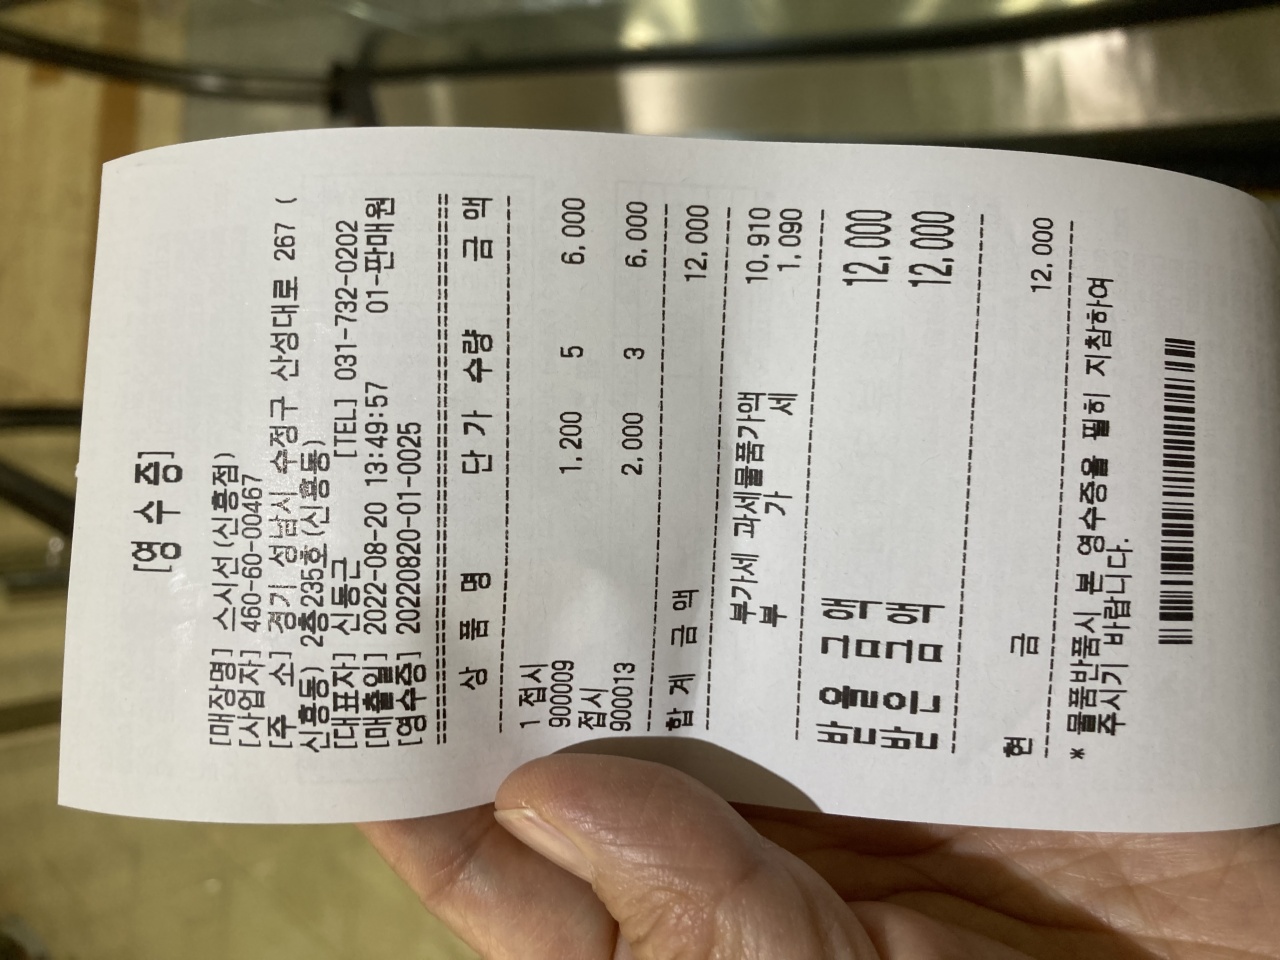 [영 수 증]
[매장명] 스시선(신흥점)
[사업자] 460-60-00467
[주 소] 경기 성남시 수정구 산성대로 267 (
신흥동) 2층235호(신흥동)
[대표자] 신동근 [TEL] 031-732-0202
[매출일] 2022-08-20 13:49:57 01-판매원
[영수증] 20220820-01-0025
상 품 명 단 가 수량 금 액
1 접시
900009 1,200 5 6,000
접시
900013 2,000 3 6,000
합 계 금 액 12,000
부가세 과세물품가액 10,910
부 가 세 1,090
받을금액 12,000
받은금액 12,000
현 금 12,000
* 물품반품시 본 영수증을 필히 지참하여
주시기 바랍니다.